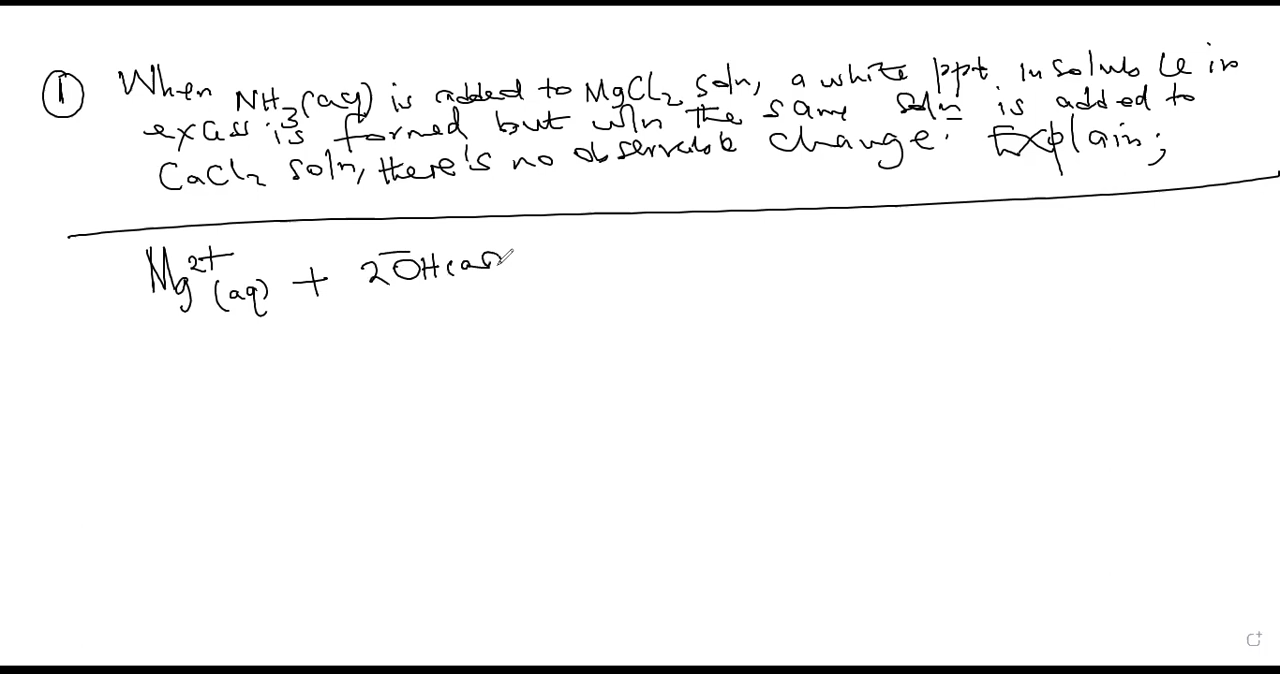 ① When NH3(aq) is added to MgCl2 soln, a white ppt insoluble in
excess is formed but when the same soln is added to
CaCl2 soln, there's no observable change. Explain;
Mg2+(aq) + 2OH-(aq)